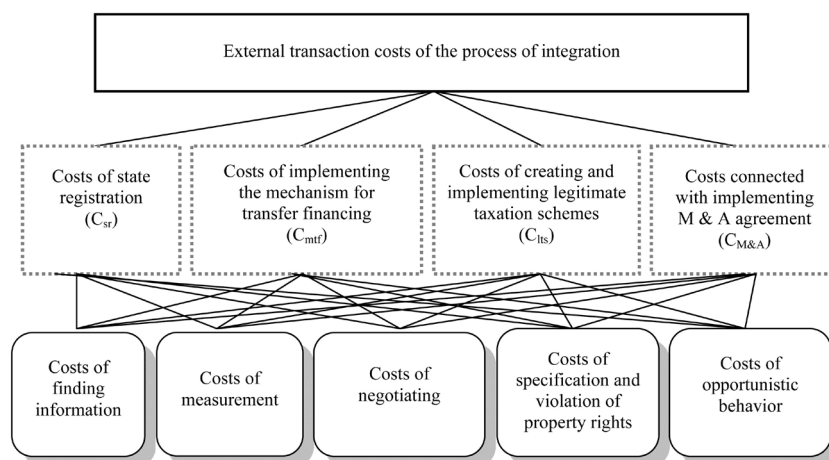 External transaction costs of the process of integration
Costs of state
registration
(Csr)
Costs of implementing
the mechanism for
transfer financing
(Cmtf)
Costs of creating and
implementing legitimate
taxation schemes
(Clts)
Costs connected
with implementing
M & A agreement
(CM&A)
Costs of
finding
information
Costs of
measurement
Costs of
negotiating
Costs of
specification and
violation of
property rights
Costs of
opportunistic
behavior